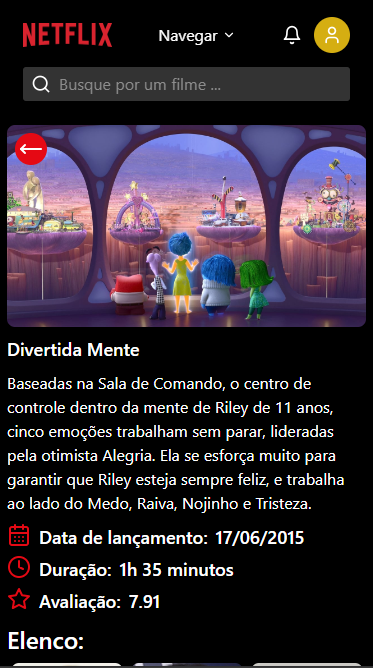 NETFLIX
Navegar
Busque por um filme ...
Divertida Mente
Baseadas na Sala de Comando, o centro de
controle dentro da mente de Riley de 11 anos,
cinco emoções trabalham sem parar, lideradas
pela otimista Alegria. Ela se esforça muito para
garantir que Riley esteja sempre feliz, e trabalha
ao lado do Medo, Raiva, Nojinho e Tristeza.
Data de lançamento: 17/06/2015
Duração: 1h 35 minutos
Avaliação: 7.91
Elenco: